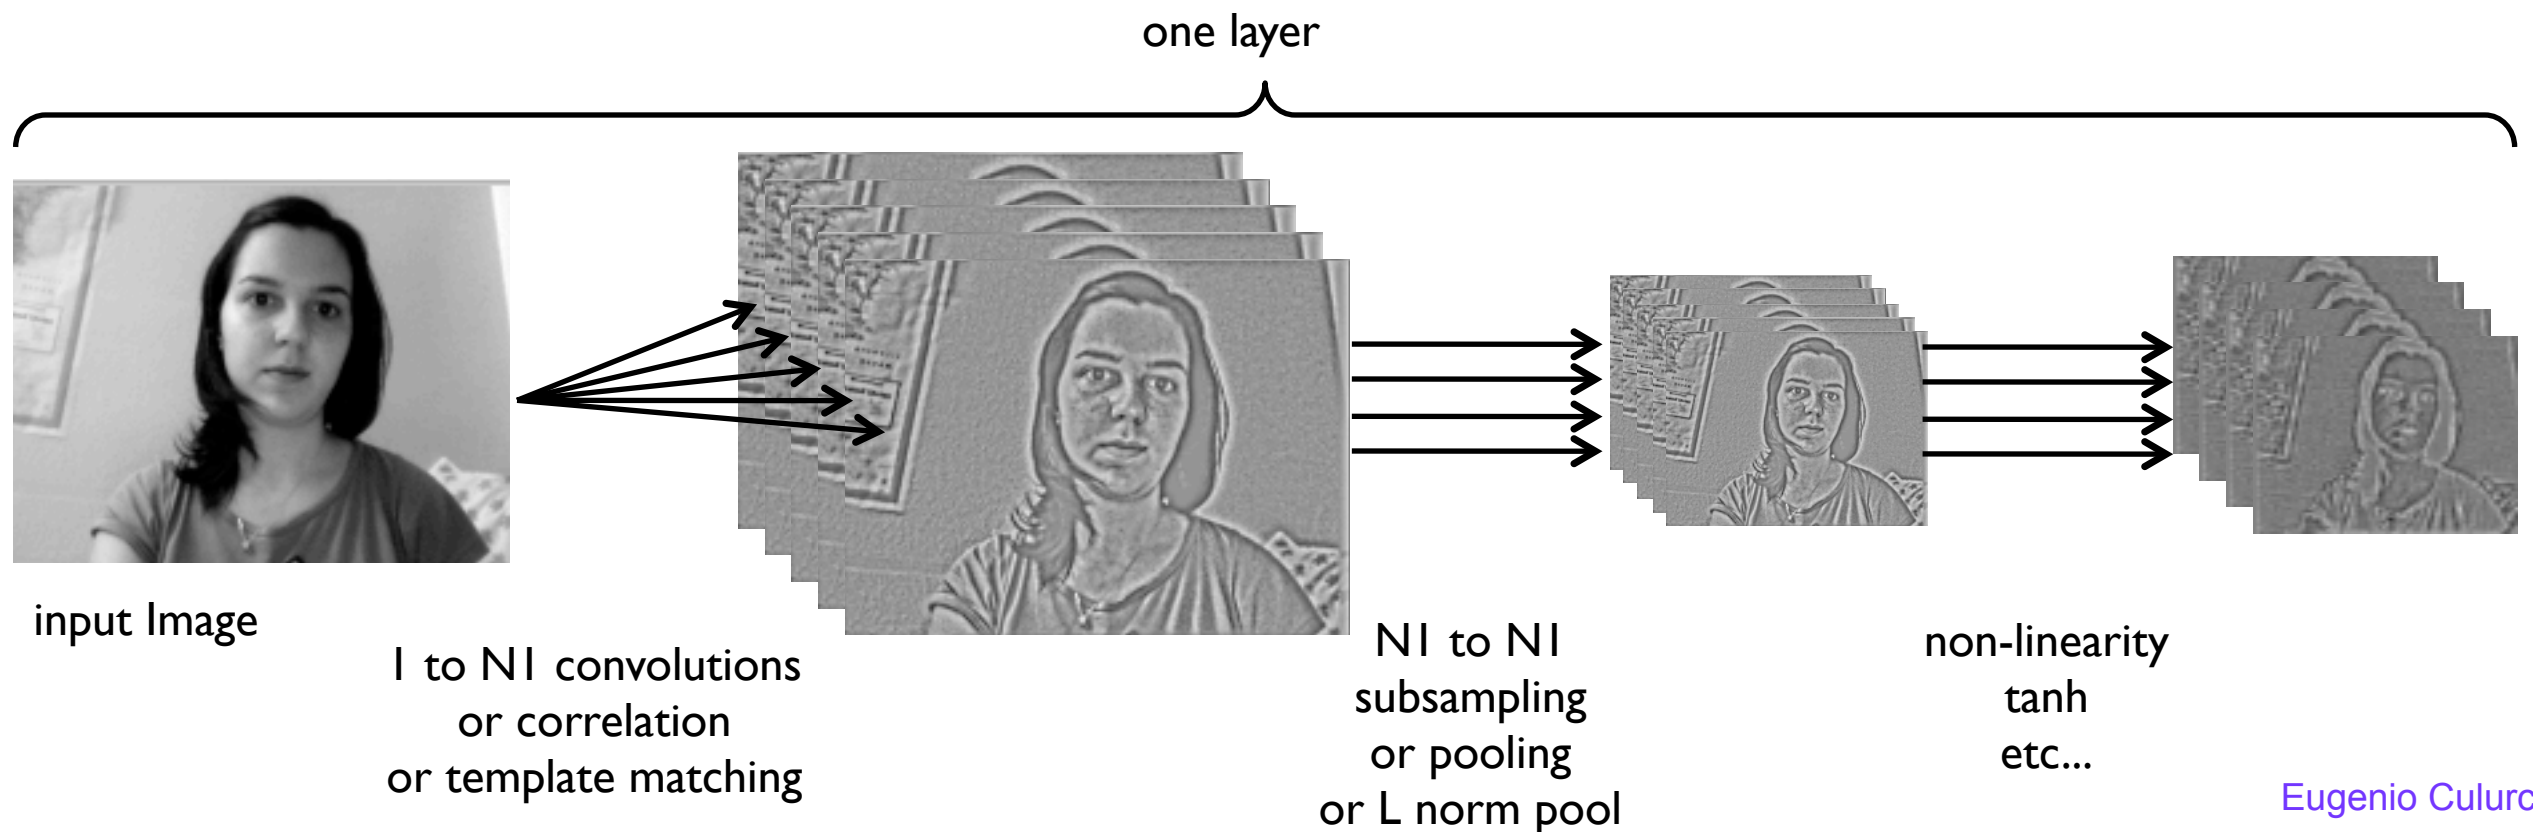 one layer
input Image
1 to N1 convolutions
or correlation
or template matching
N1 to N1
subsampling
or pooling
or L norm pool
non-linearity
tanh
etc...
Eugenio